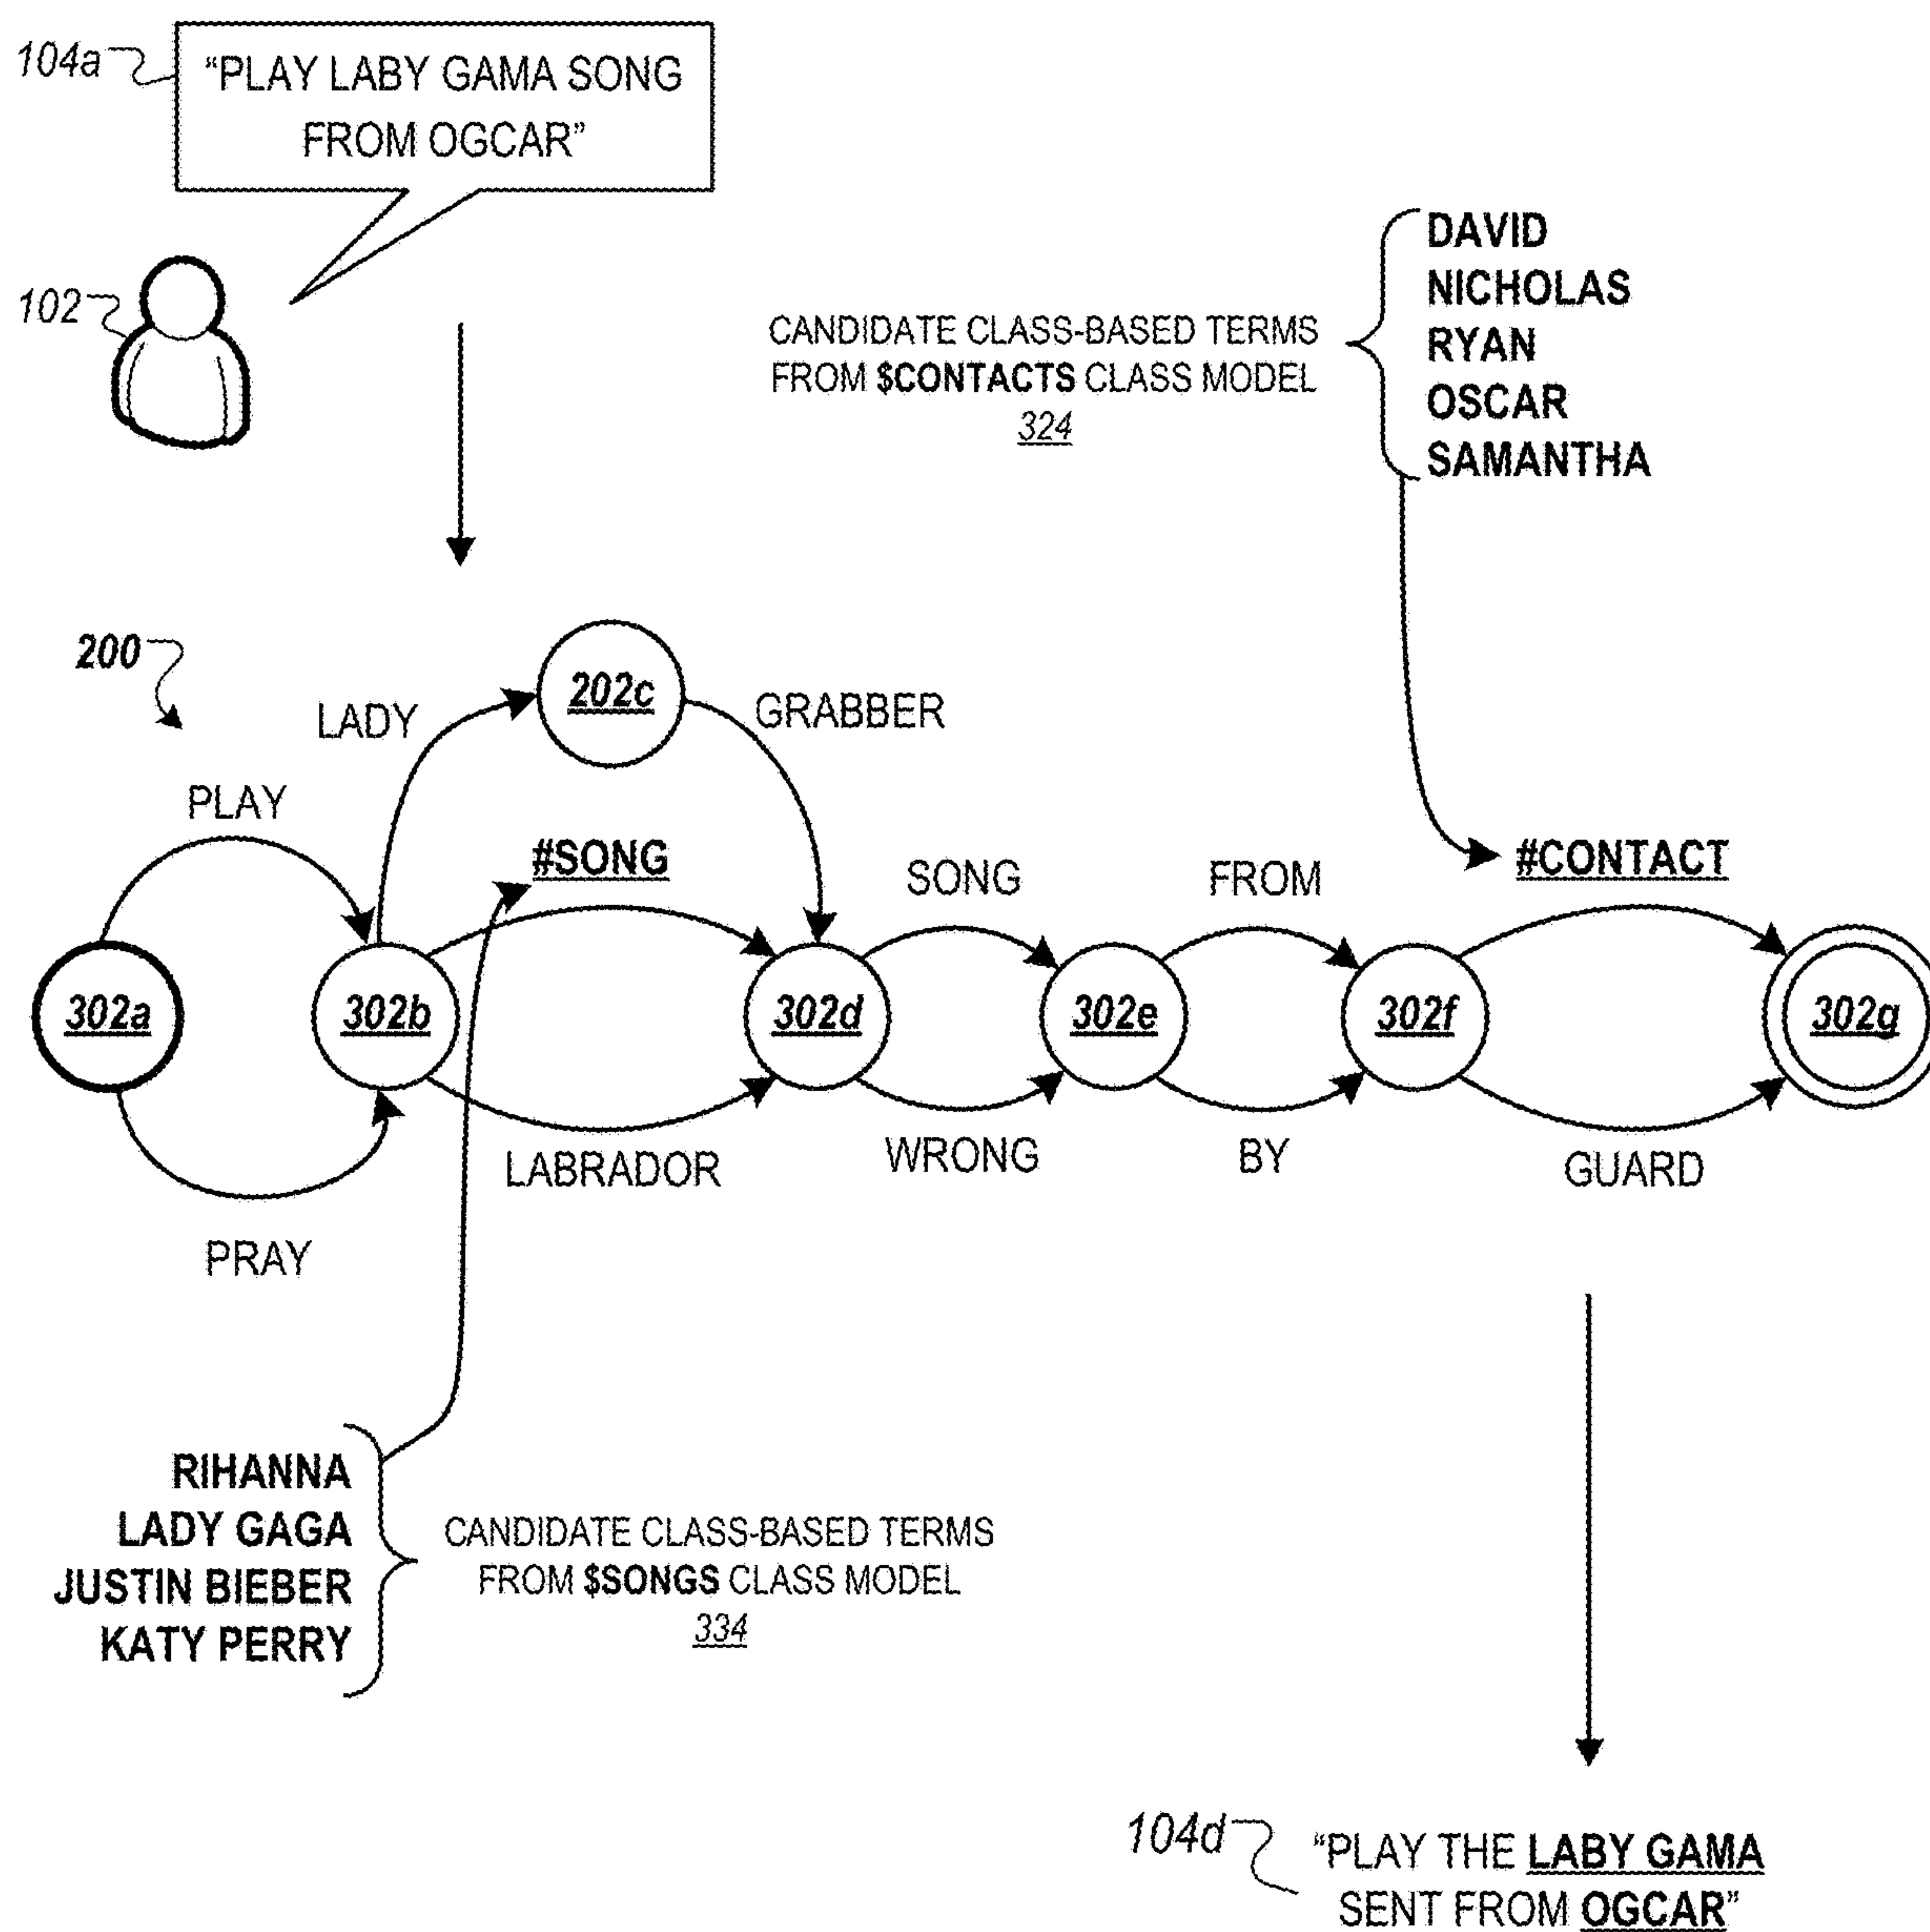 104a
"PLAY LABY GAMA SONG
FROM OGCAR"
102
CANDIDATE CLASS-BASED TERMS
FROM $CONTACTS CLASS MODEL
324
DAVID
NICHOLAS
RYAN
OSCAR
SAMANTHA
200
LADY
202c
GRABBER
PLAY
#SONG
SONG
FROM
#CONTACT
302a
302b
302d
302e
302f
302g
LABRADOR
WRONG
BY
GUARD
PRAY
RIHANNA
LADY GAGA
JUSTIN BIEBER
KATY PERRY
CANDIDATE CLASS-BASED TERMS
FROM $SONGS CLASS MODEL
334
104d
"PLAY THE LABY GAMA
SENT FROM OGCAR"